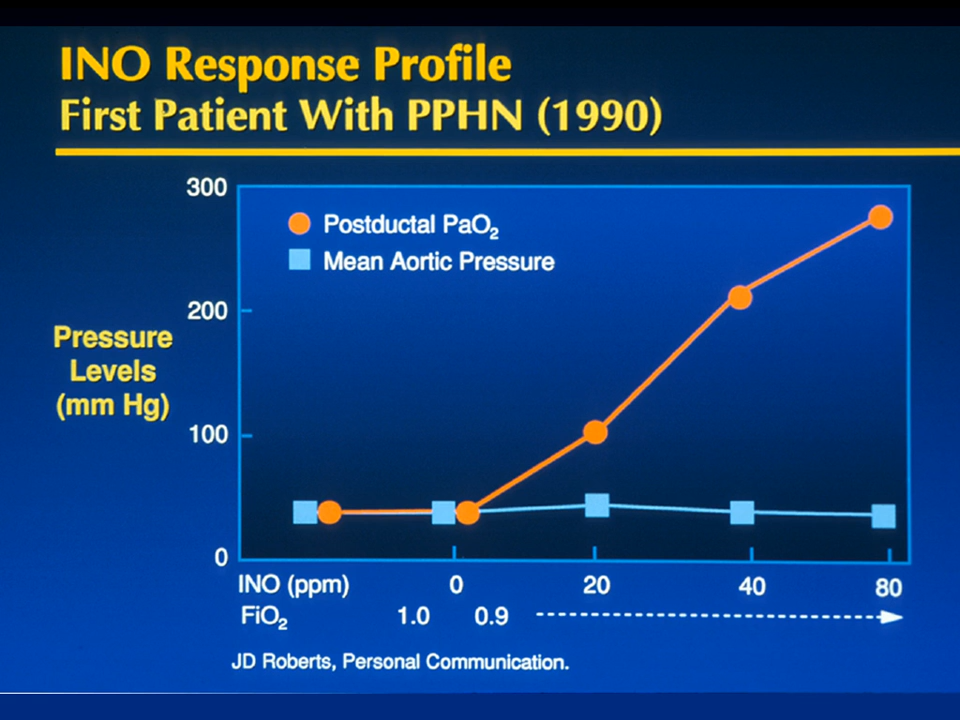 INO Response Profile
First Patient With PPHN (1990)
300
Postductal PaO₂
Mean Aortic Pressure
200
Pressure
Levels
(mm Hg)
100
0
INO (ppm) 0 20 40 80
FiO₂ 1.0 0.9
JD Roberts, Personal Communication.